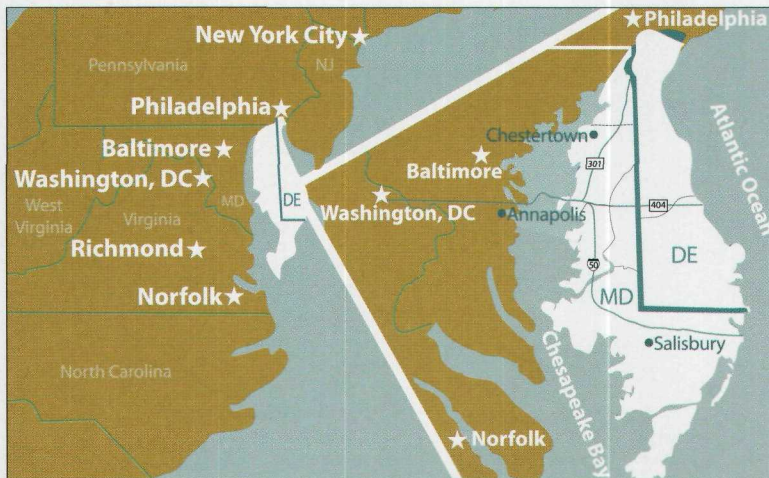 New York City
Pennsylvania
NJ
Philadelphia
Baltimore
Washington, DC
MD
DE
West
Virginia
Virginia
Richmond
Norfolk
North Carolina
Philadelphia
Chestertown
Baltimore
301
Washington, DC
Annapolis
404
50
DE
MD
Salisbury
Norfolk
Chesapeake Bay
Atlantic Ocean